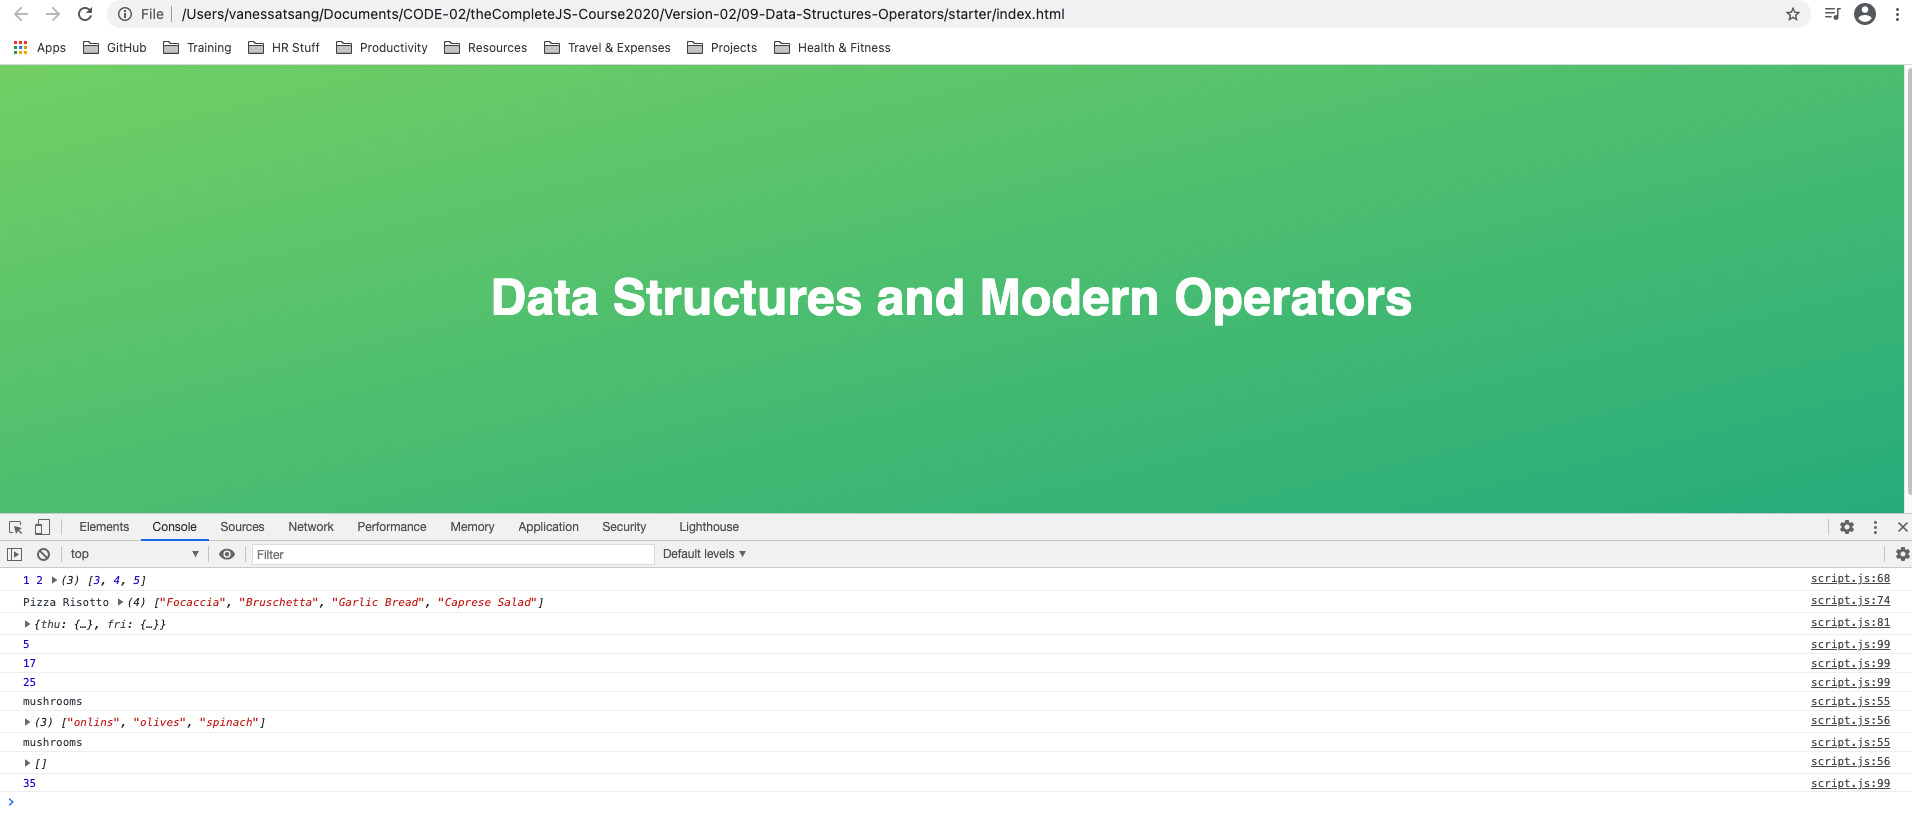 File /Users/vanessatsang/Documents/CODE-02/theCompleteJS-Course2020/Version-02/09-Data-Structures-Operators/starter/index.html
Apps GitHub Training HR Stuff Productivity Resources Travel & Expenses Projects Health & Fitness
Data Structures and Modern Operators
Elements Console Sources Network Performance Memory Application Security Lighthouse
top Filter Default levels
1 2 (3) [3, 4, 5] script.js:68
Pizza Risotto (4) ["Focaccia", "Bruschetta", "Garlic Bread", "Caprese Salad"] script.js:74
{thu: {…}, fri: {…}} script.js:81
5 script.js:99
17 script.js:99
25 script.js:99
mushrooms script.js:55
(3) ["onlins", "olives", "spinach"] script.js:56
mushrooms script.js:55
[] script.js:56
35 script.js:99